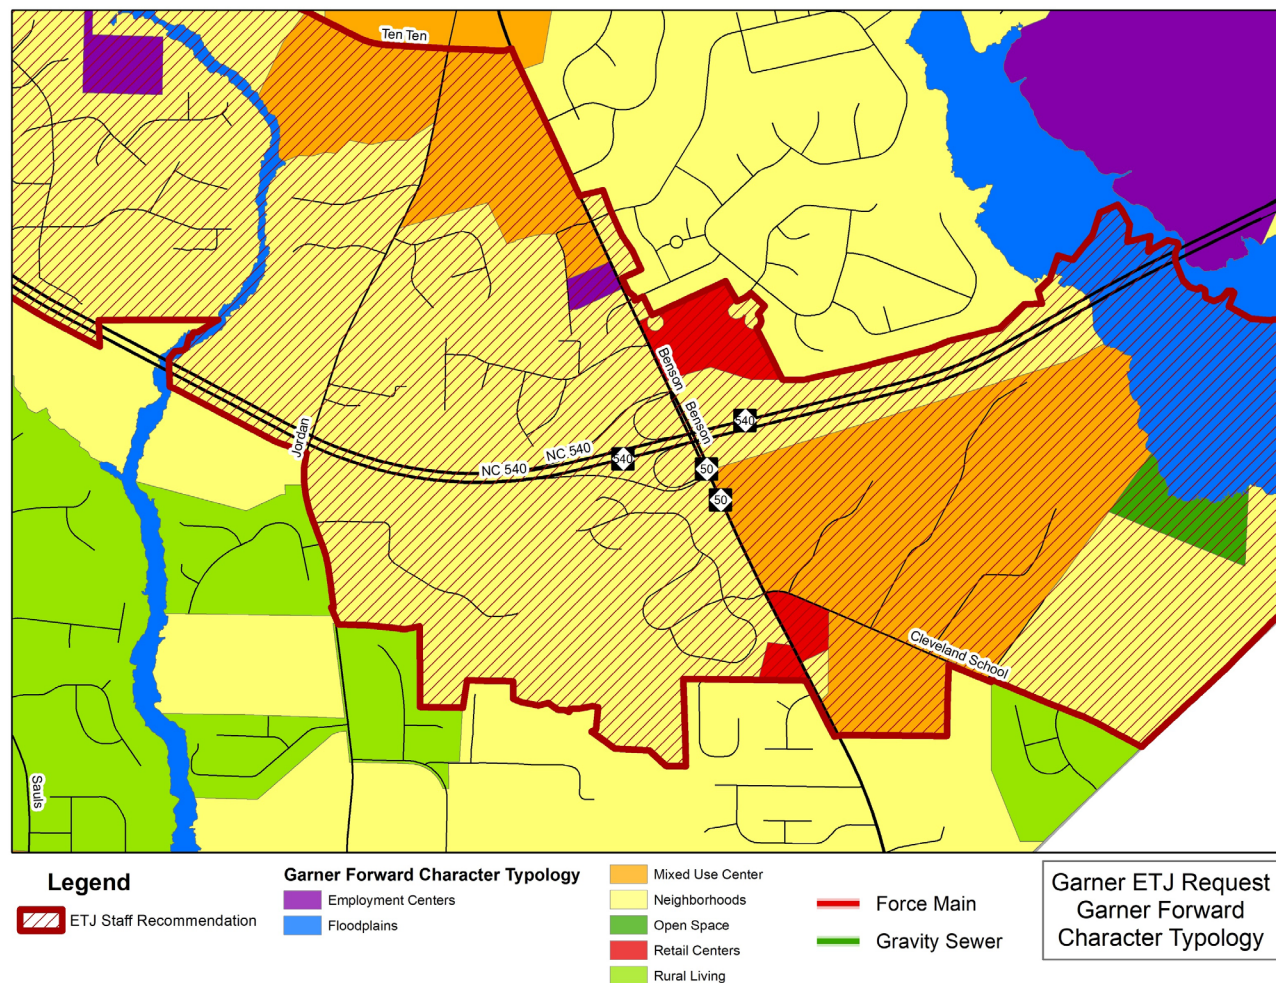 Ten Ten
Benson
Benson
540
Jordan
NC 540
NC 540
540
50
50
Cleveland School
Sauls
Legend
ETJ Staff Recommendation
Garner Forward Character Typology
Employment Centers
Floodplains
Mixed Use Center
Neighborhoods
Open Space
Retail Centers
Rural Living
Force Main
Gravity Sewer
Garner ETJ Request
Garner Forward
Character Typology